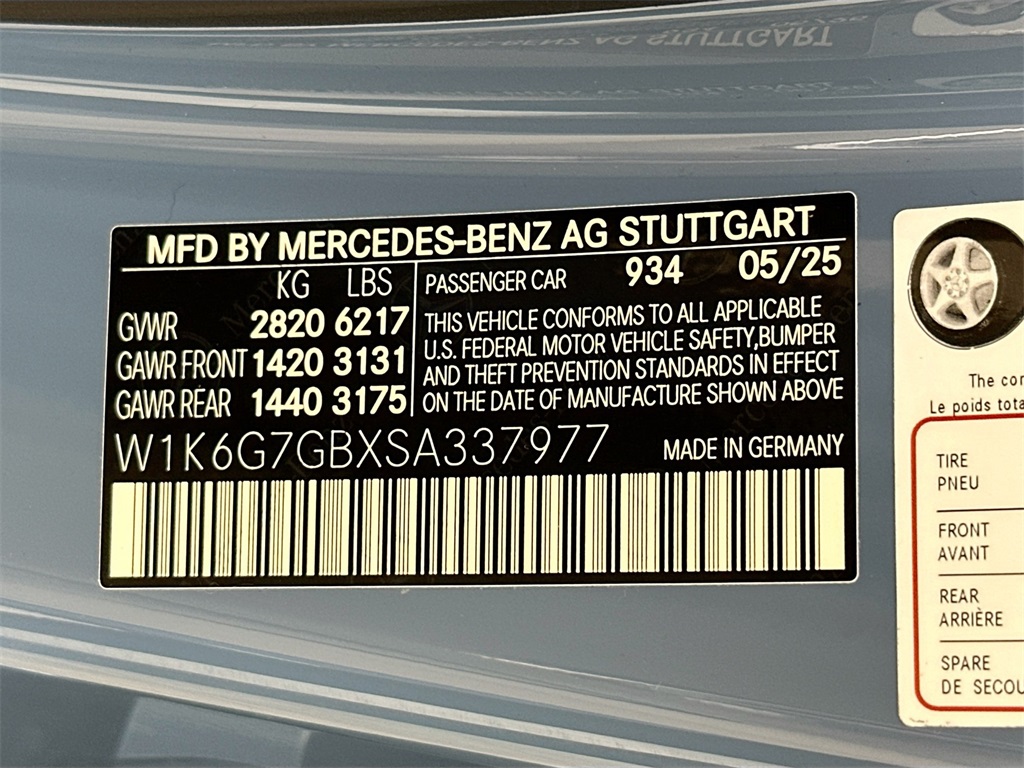 MFD BY MERCEDES-BENZ AG STUTTGART
KG LBS
PASSENGER CAR 934 05/25
GVWR 2820 6217
GAWR FRONT 1420 3131
GAWR REAR 1440 3175
THIS VEHICLE CONFORMS TO ALL APPLICABLE
U.S. FEDERAL MOTOR VEHICLE SAFETY,BUMPER
AND THEFT PREVENTION STANDARDS IN EFFECT
ON THE DATE OF MANUFACTURE SHOWN ABOVE
W1K6G7GBXSA337977
MADE IN GERMANY
The
Le poids
TIRE
PNEU
FRONT
AVANT
REAR
ARRIÈRE
SPARE
DE